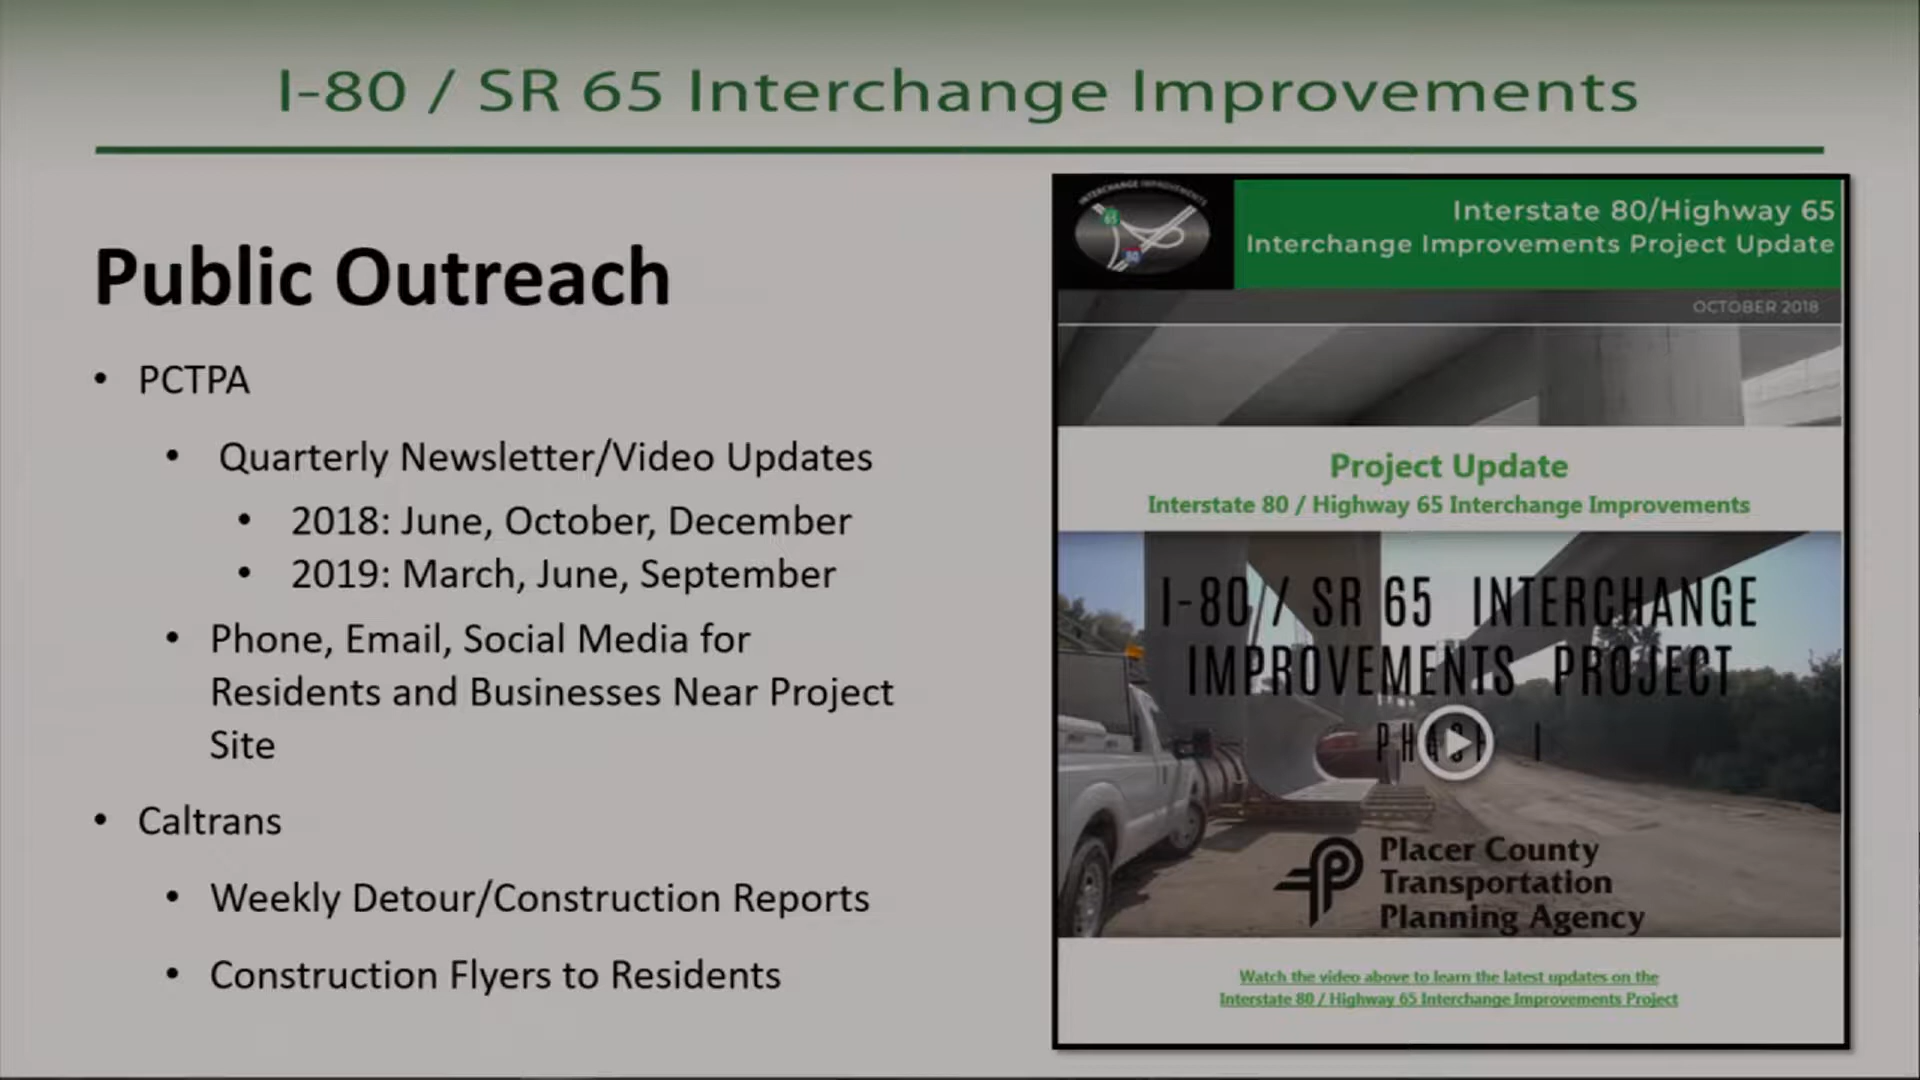 I-80 / SR 65 Interchange Improvements
Public Outreach
• PCTPA
• Quarterly Newsletter/Video Updates
• 2018: June, October, December
• 2019: March, June, September
• Phone, Email, Social Media for
Residents and Businesses Near Project
Site
• Caltrans
• Weekly Detour/Construction Reports
• Construction Flyers to Residents
INTERCHANGE IMPROVEMENTS
65
80
Interstate 80/Highway 65
Interchange Improvements Project Update
OCTOBER 2018
Project Update
Interstate 80 / Highway 65 Interchange Improvements
I-80 / SR 65 INTERCHANGE
IMPROVEMENTS PROJECT
PHASE I
Placer County
Transportation
Planning Agency
Watch the video above to learn the latest updates on the
Interstate 80 / Highway 65 Interchange Improvements Project